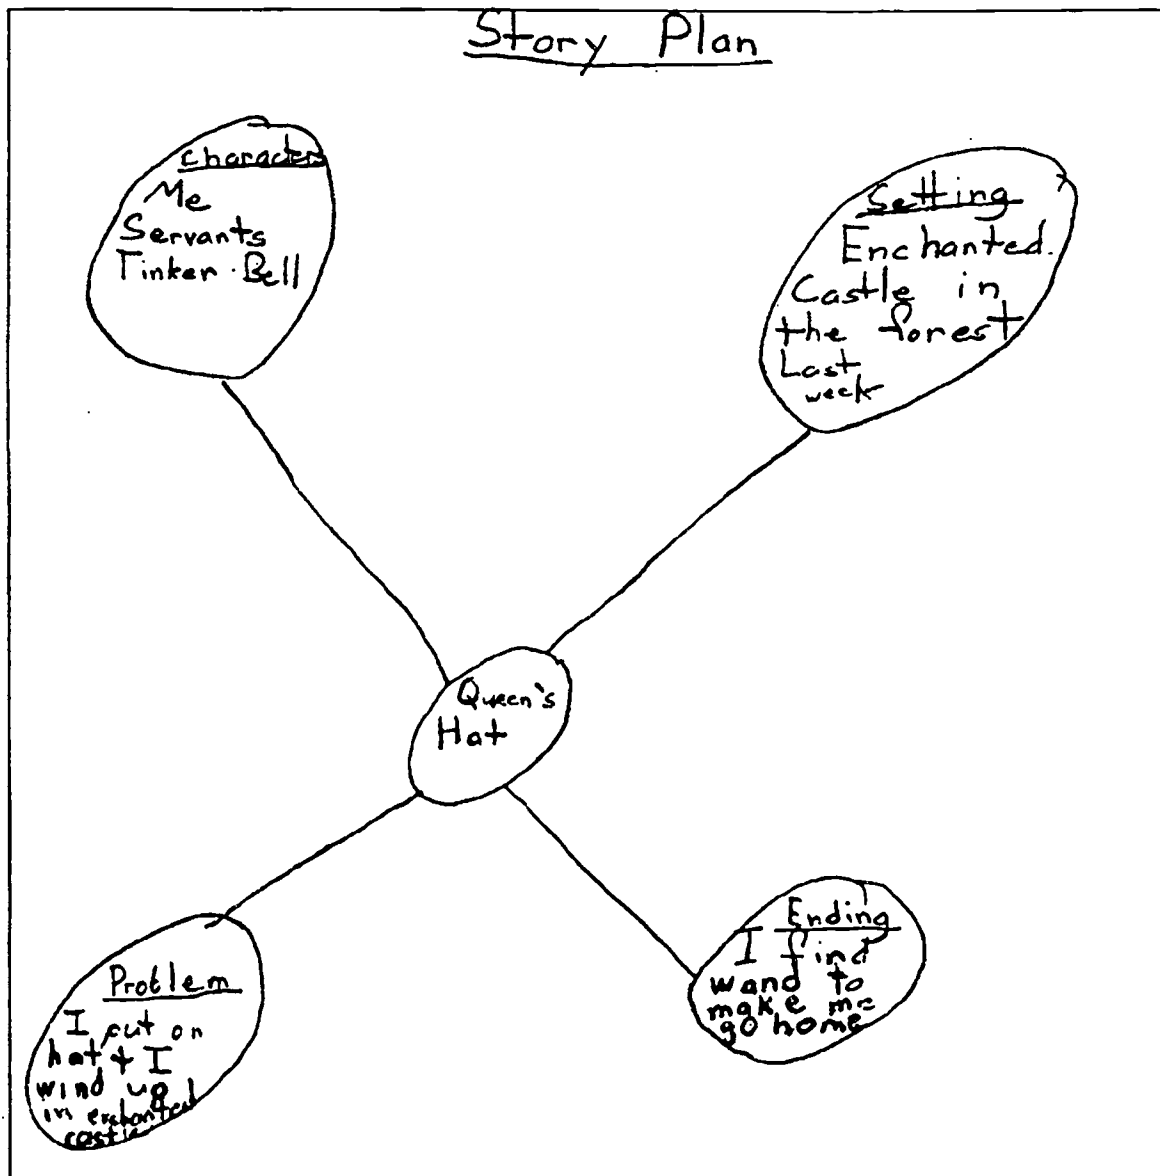 Story Plan
characters
Me
Servants
Tinker Bell
Setting
Enchanted
Castle in
the forest
Last
week
Queen's
Hat
Problem
I put on
hat + I
wind up
in enchanted
castle
Ending
I find
wand to
make me
go home